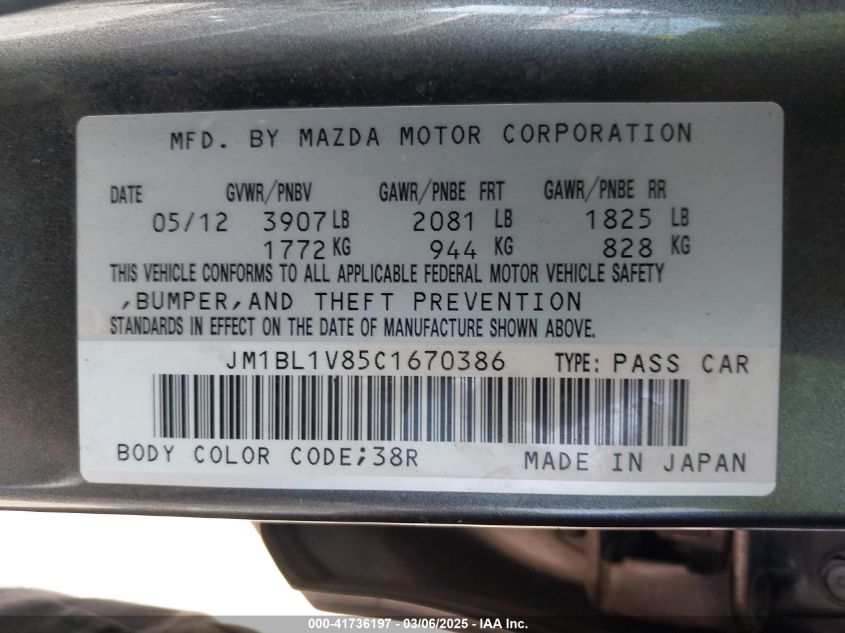 MFD. BY MAZDA MOTOR CORPORATION
DATE GVWR/PNBV GAWR/PNBE FRT GAWR/PNBE RR
05/12 3907 LB 2081 LB 1825 LB
1772 KG 944 KG 828 KG
THIS VEHICLE CONFORMS TO ALL APPLICABLE FEDERAL MOTOR VEHICLE SAFETY
,BUMPER,AND THEFT PREVENTION
STANDARDS IN EFFECT ON THE DATE OF MANUFACTURE SHOWN ABOVE.
JM1BL1V85C1670386 TYPE: PASS CAR
BODY COLOR CODE;38R MADE IN JAPAN
000-41736197 - 03/06/2025 - IAA Inc.